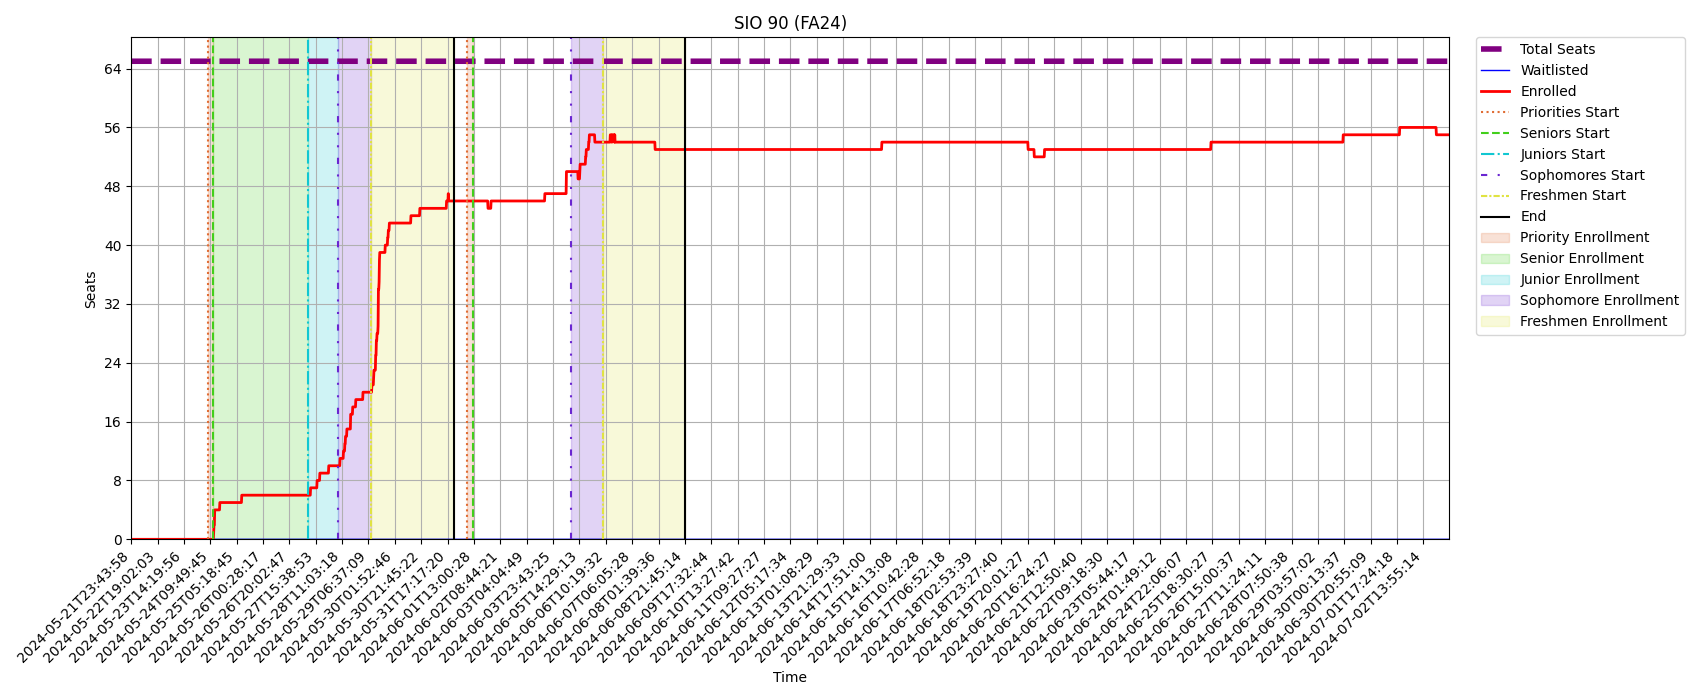 SIO 90 (FA24)
Seats
64
56
48
40
32
24
16
8
0
2024-05-21T23:43:58
2024-05-22T19:02:03
2024-05-23T14:19:56
2024-05-24T09:49:45
2024-05-25T05:18:45
2024-05-26T00:28:17
2024-05-26T20:02:47
2024-05-27T15:38:53
2024-05-28T11:03:18
2024-05-29T06:37:09
2024-05-30T01:52:46
2024-05-30T21:45:22
2024-05-31T17:17:20
2024-06-01T13:00:28
2024-06-02T08:44:21
2024-06-03T04:04:49
2024-06-03T23:43:25
2024-06-05T14:29:13
2024-06-06T10:19:32
2024-06-07T06:05:28
2024-06-08T01:39:36
2024-06-08T21:45:14
2024-06-09T17:32:44
2024-06-10T13:27:42
2024-06-11T09:27:27
2024-06-12T05:17:34
2024-06-13T01:08:29
2024-06-13T21:29:33
2024-06-14T17:51:00
2024-06-15T14:13:08
2024-06-16T10:42:28
2024-06-17T06:52:18
2024-06-18T02:53:39
2024-06-18T23:27:40
2024-06-19T20:01:27
2024-06-20T16:24:27
2024-06-21T12:50:40
2024-06-22T09:18:30
2024-06-23T05:44:17
2024-06-24T01:49:12
2024-06-24T22:06:07
2024-06-25T18:30:27
2024-06-26T15:00:37
2024-06-27T11:24:11
2024-06-28T07:50:38
2024-06-29T03:57:02
2024-06-30T00:13:37
2024-06-30T20:55:09
2024-07-01T17:24:18
2024-07-02T13:55:14
Time
Total Seats
Waitlisted
Enrolled
Priorities Start
Seniors Start
Juniors Start
Sophomores Start
Freshmen Start
End
Priority Enrollment
Senior Enrollment
Junior Enrollment
Sophomore Enrollment
Freshmen Enrollment